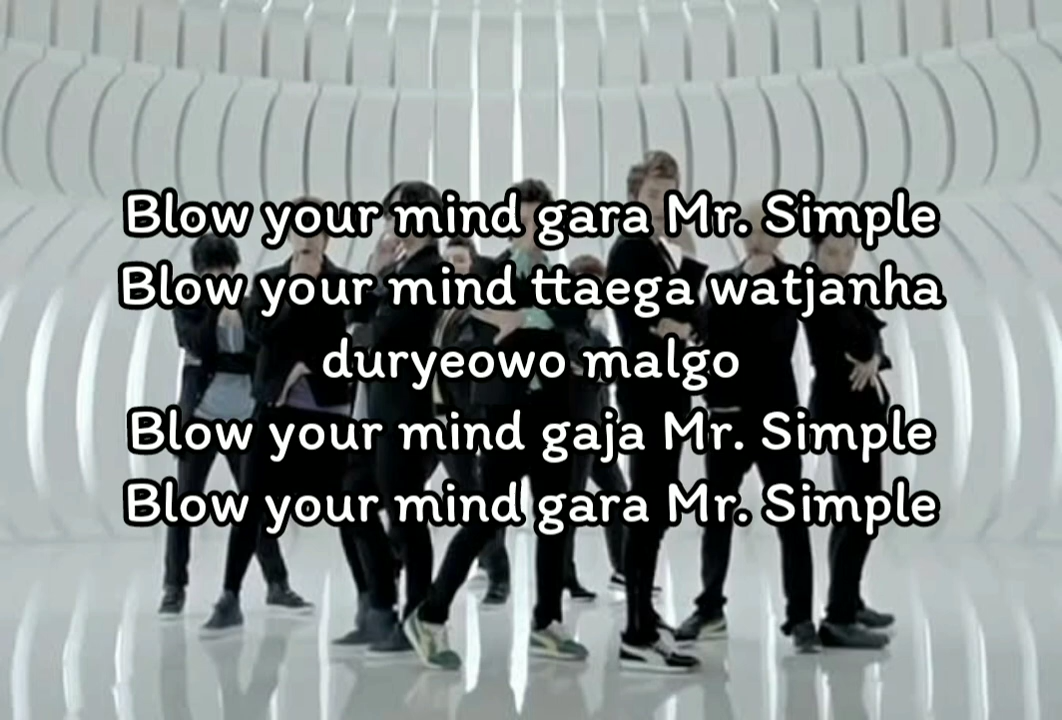 Blow your mind gara Mr. Simple
Blow your mind ttaega watjanha
duryeowo malgo
Blow your mind gaja Mr. Simple
Blow your mind gara Mr. Simple